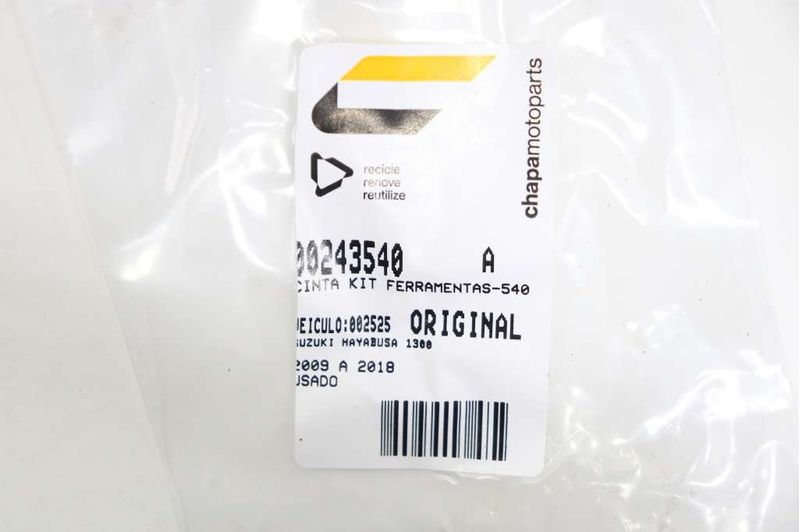 chapamotoparts
recicle
renove
reutilize
00243540 A
CINTA KIT FERRAMENTAS-540
VEICULO:002525 ORIGINAL
SUZUKI HAYABUSA 1300
2009 A 2018
USADO